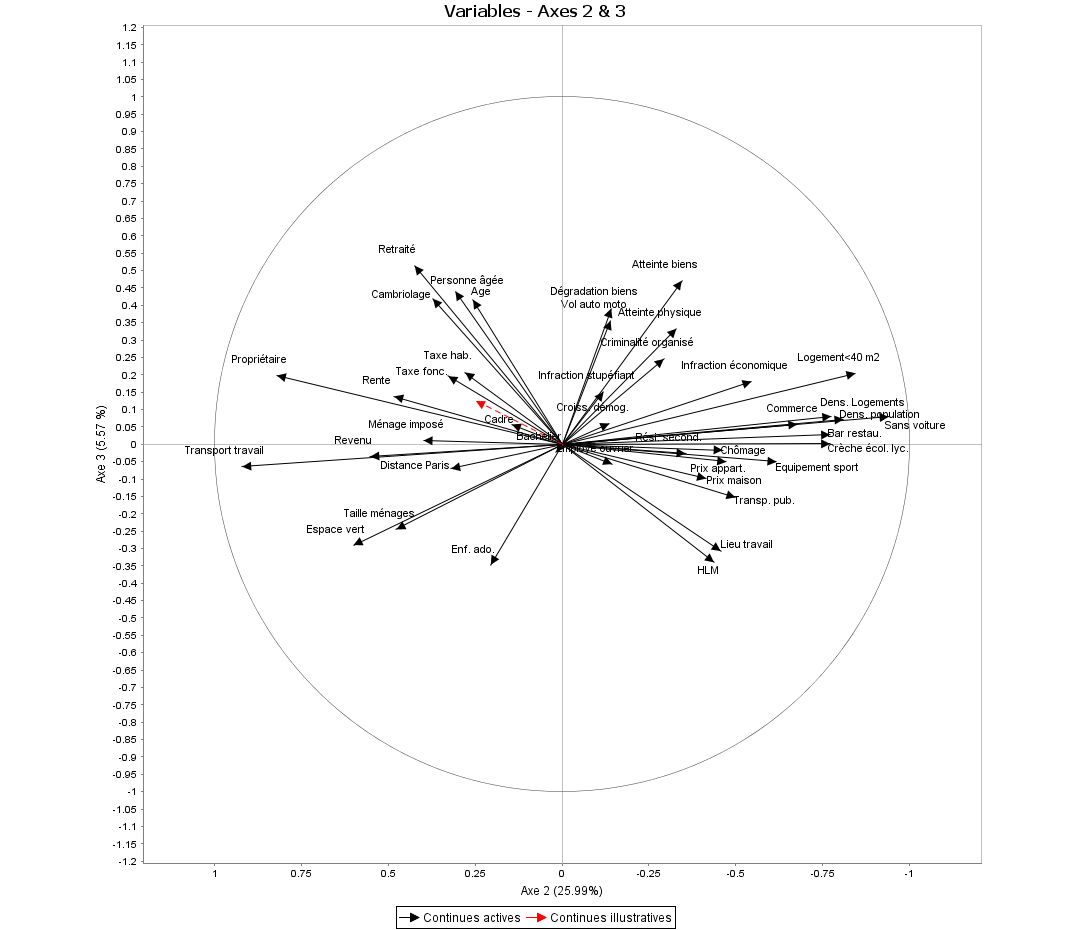 Variables - Axes 2 & 3
1.2
1.15
1.1
1.05
1
0.95
0.9
0.85
0.8
0.75
0.7
0.65
0.6
0.55
0.5
0.45
0.4
0.35
0.3
0.25
0.2
0.15
0.1
0.05
0
-0.05
-0.1
-0.15
-0.2
-0.25
-0.3
-0.35
-0.4
-0.45
-0.5
-0.55
-0.6
-0.65
-0.7
-0.75
-0.8
-0.85
-0.9
-0.95
-1
-1.05
-1.1
-1.15
-1.2
Axe 3 (5.57 %)
Retraité
Atteinte biens
Personne âgée
Age
Cambriolage
Dégradation biens
Vol auto moto
Atteinte physique
Criminalité organisé
Taxe hab.
Propriétaire
Logement<40 m2
Infraction économique
Taxe fonc.
Infraction stupéfiant
Rente
Croiss. démog.
Commerce
Dens. Logements
Dens. population
Cadre
Ménage imposé
Sans voiture
Bar restau.
Bachelier
Rési. second.
Revenu
Transport travail
Employé ouvrier
Chômage
Crèche écol. lyc.
Distance Paris
Prix appart.
Equipement sport
Prix maison
Transp. pub.
Taille ménages
Espace vert
Enf. ado.
Lieu travail
HLM
1 0.75 0.5 0.25 0 -0.25 -0.5 -0.75 -1
Axe 2 (25.99%)
Continues actives Continues illustratives